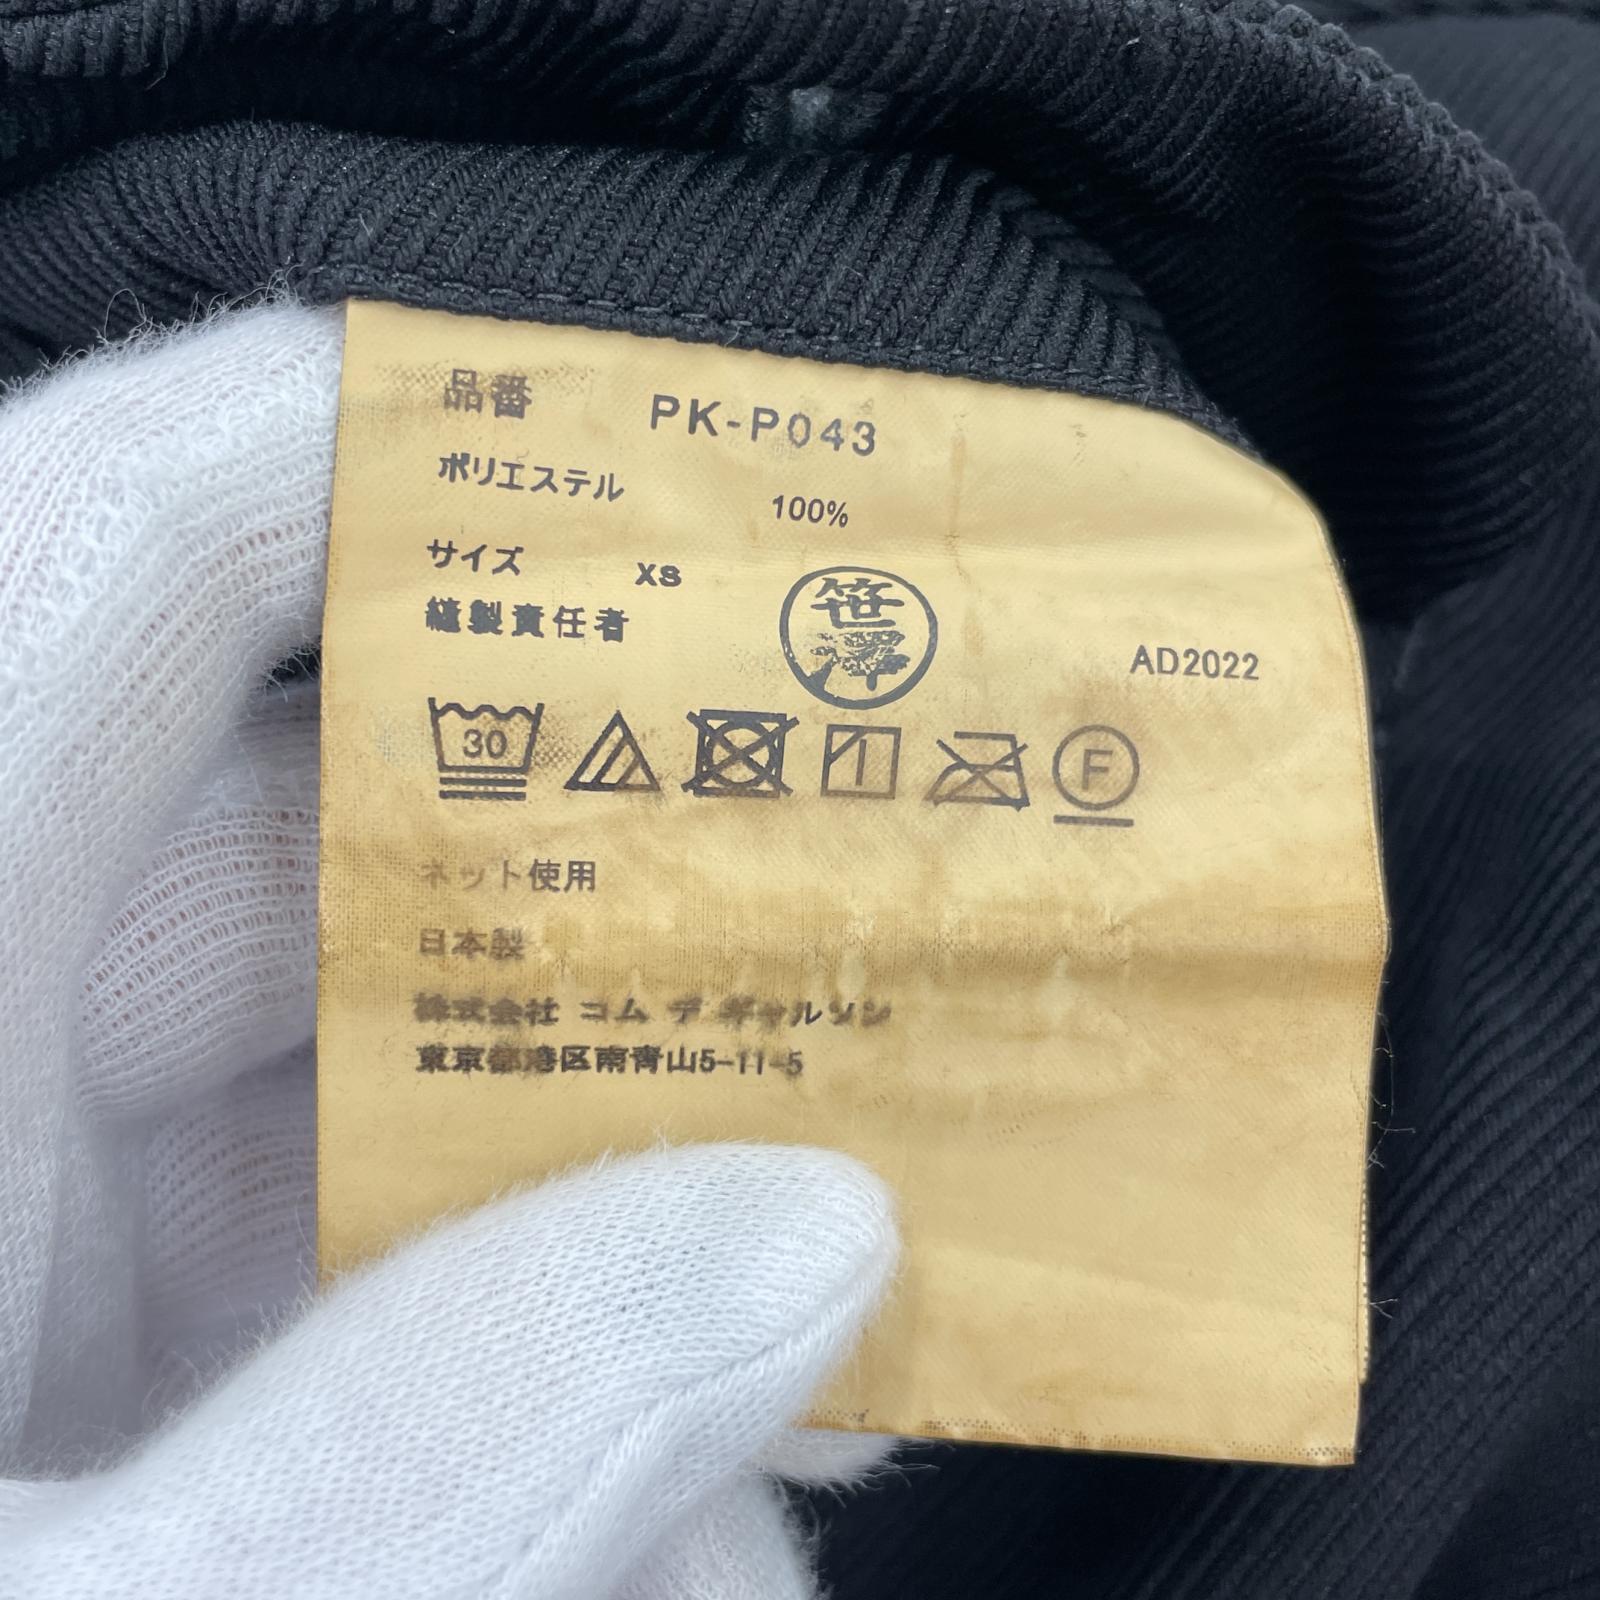 品番 PK-P043
ポリエステル 100%
サイズ XS
縫製責任者 笹澤
AD2022
30
F
ネット使用
日本製
株式会社 コム デ ギャルソン
東京都港区南青山5-11-5